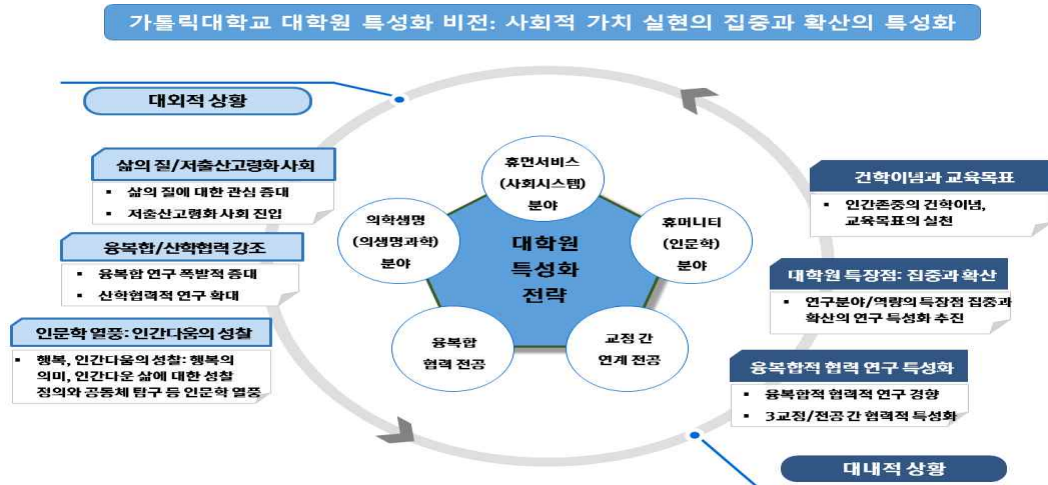 가톨릭대학교 대학원 특성화 비전: 사회적 가치 실현의 집중과 확산의 특성화
대외적 상황
삶의 질/저출산고령화사회
▪ 삶의 질에 대한 관심 증대
▪ 저출산고령화 사회 진입
융복합/산학협력 강조
▪ 융복합 연구 폭발적 증대
▪ 산학협력적 연구 확대
인문학 열풍: 인간다움의 성찰
▪ 행복, 인간다움의 성찰: 행복의
의미, 인간다운 삶에 대한 성찰
정의와 공동체 탐구 등 인문학 열풍
휴먼서비스
(사회시스템)
분야
의학생명
(의생명과학)
분야
휴머니티
(인문학)
분야
대학원
특성화
전략
융복합
협력 전공
교정 간
연계 전공
건학이념과 교육목표
▪ 인간존중의 건학이념,
교육목표의 실천
대학원 특장점: 집중과 확산
▪ 연구분야/역량의 특장점 집중과
확산의 연구 특성화 추진
융복합적 협력 연구 특성화
▪ 융복합적 협력적 연구 경향
▪ 3교정/전공 간 협력적 특성화
대내적 상황